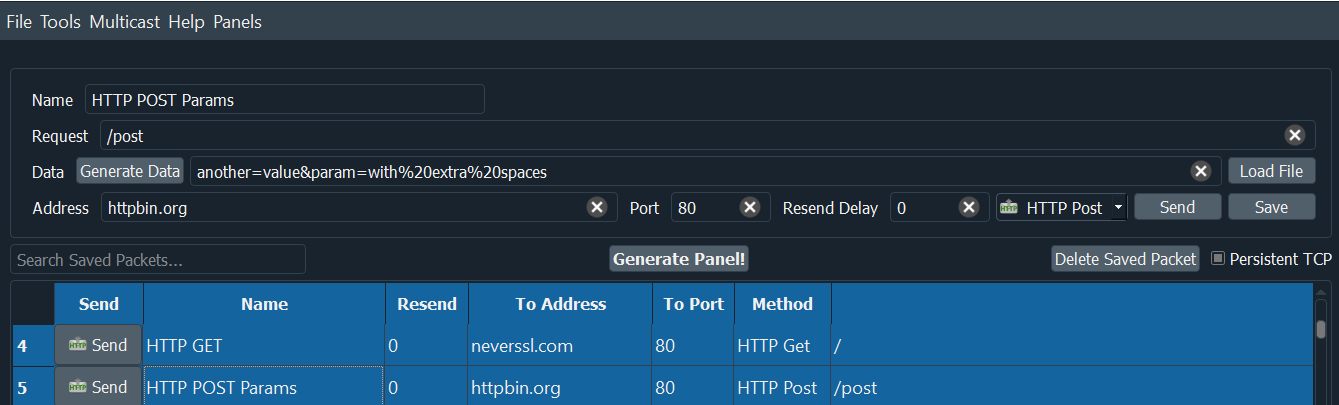 File Tools Multicast Help Panels
Name HTTP POST Params
Request /post
Data Generate Data another=value&param=with%20extra%20spaces Load File
Address httpbin.org Port 80 Resend Delay 0 HTTP HTTP Post Send Save
Search Saved Packets... Generate Panel! Delete Saved Packet Persistent TCP
Send Name Resend To Address To Port Method
4 HTTP Send HTTP GET 0 neverssl.com 80 HTTP Get /
5 HTTP Send HTTP POST Params 0 httpbin.org 80 HTTP Post /post